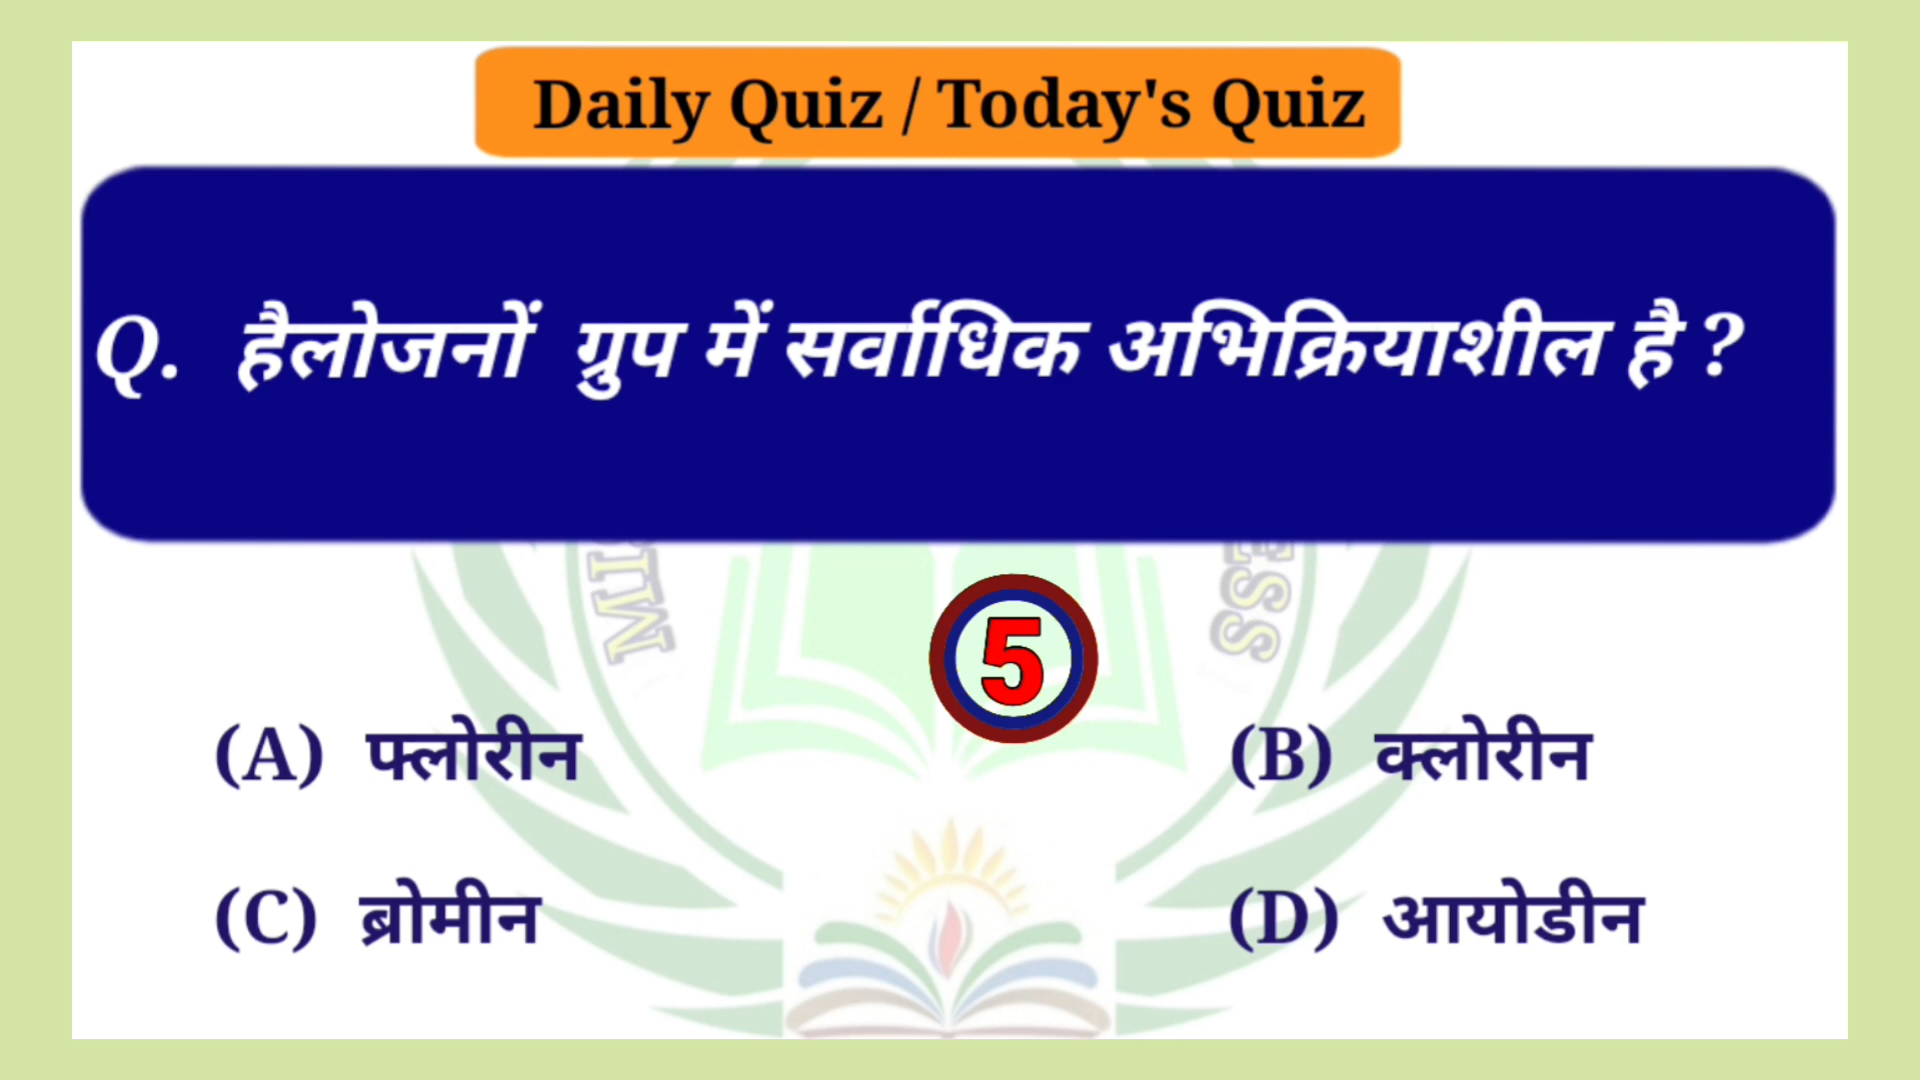 Daily Quiz / Today's Quiz
Q. हैलोजनों ग्रुप में सर्वाधिक अभिक्रियाशील है ?
5
(A) फ्लोरीन
(B) क्लोरीन
(C) ब्रोमीन
(D) आयोडीन